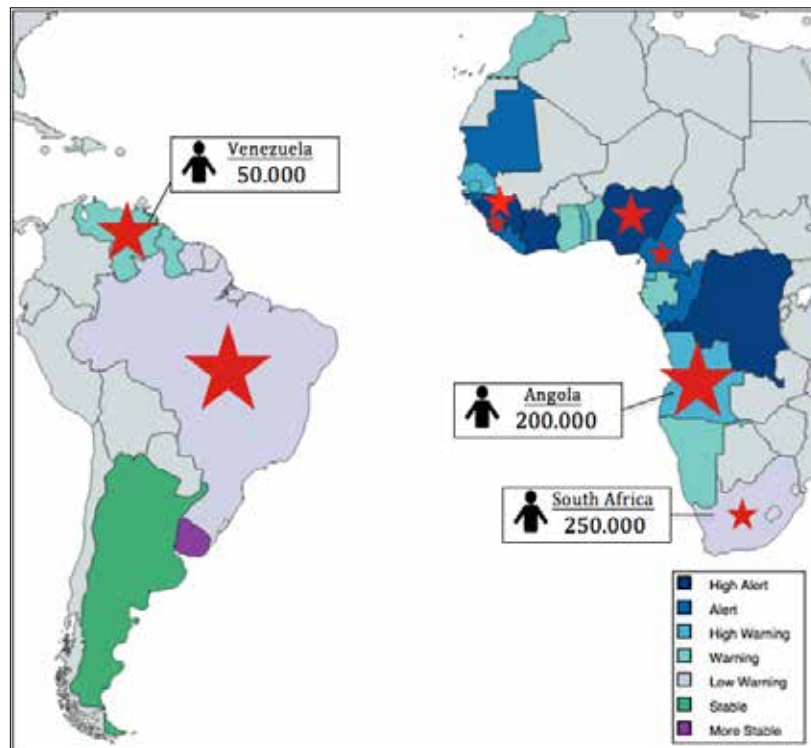 Venezuela
50.000
Angola
200.000
South Africa
250.000
High Alert
Alert
High Warning
Warning
Low Warning
Stable
More Stable